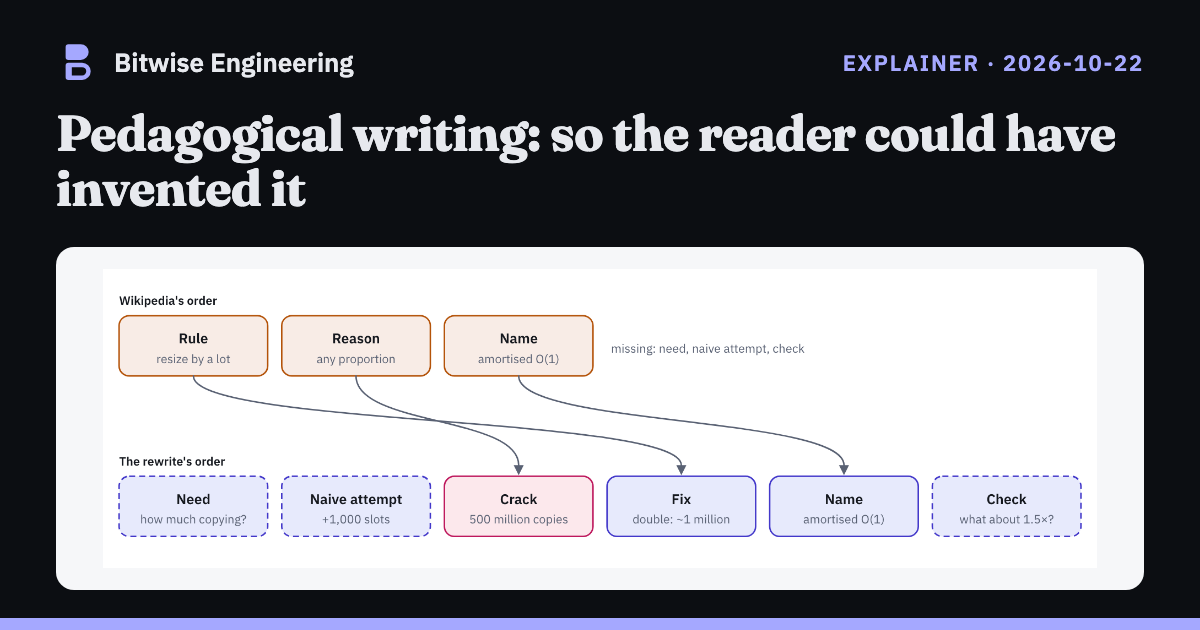 Bitwise Engineering
EXPLAINER · 2026-10-22
Pedagogical writing: so the reader could have
invented it
Wikipedia's order
Rule
resize by a lot
Reason
any proportion
Name
amortised O(1)
missing: need, naive attempt, check
The rewrite's order
Need
how much copying?
Naive attempt
+1,000 slots
Crack
500 million copies
Fix
double: ~1 million
Name
amortised O(1)
Check
what about 1.5×?